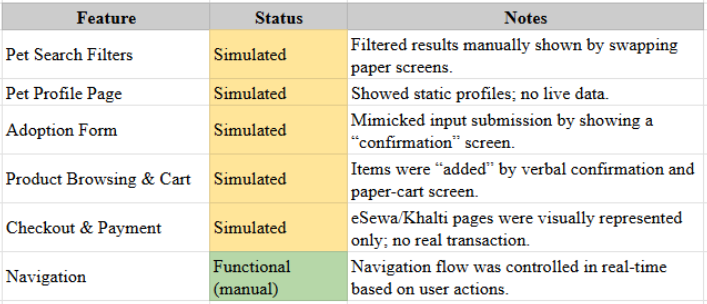 Feature Status Notes
Pet Search Filters Simulated Filtered results manually shown by swapping
paper screens.
Pet Profile Page Simulated Showed static profiles; no live data.
Adoption Form Simulated Mimicked input submission by showing a
“confirmation” screen.
Product Browsing & Cart Simulated Items were “added” by verbal confirmation and
paper-cart screen.
Checkout & Payment Simulated eSewa/Khalti pages were visually represented
only; no real transaction.
Navigation Functional
(manual) Navigation flow was controlled in real-time
based on user actions.